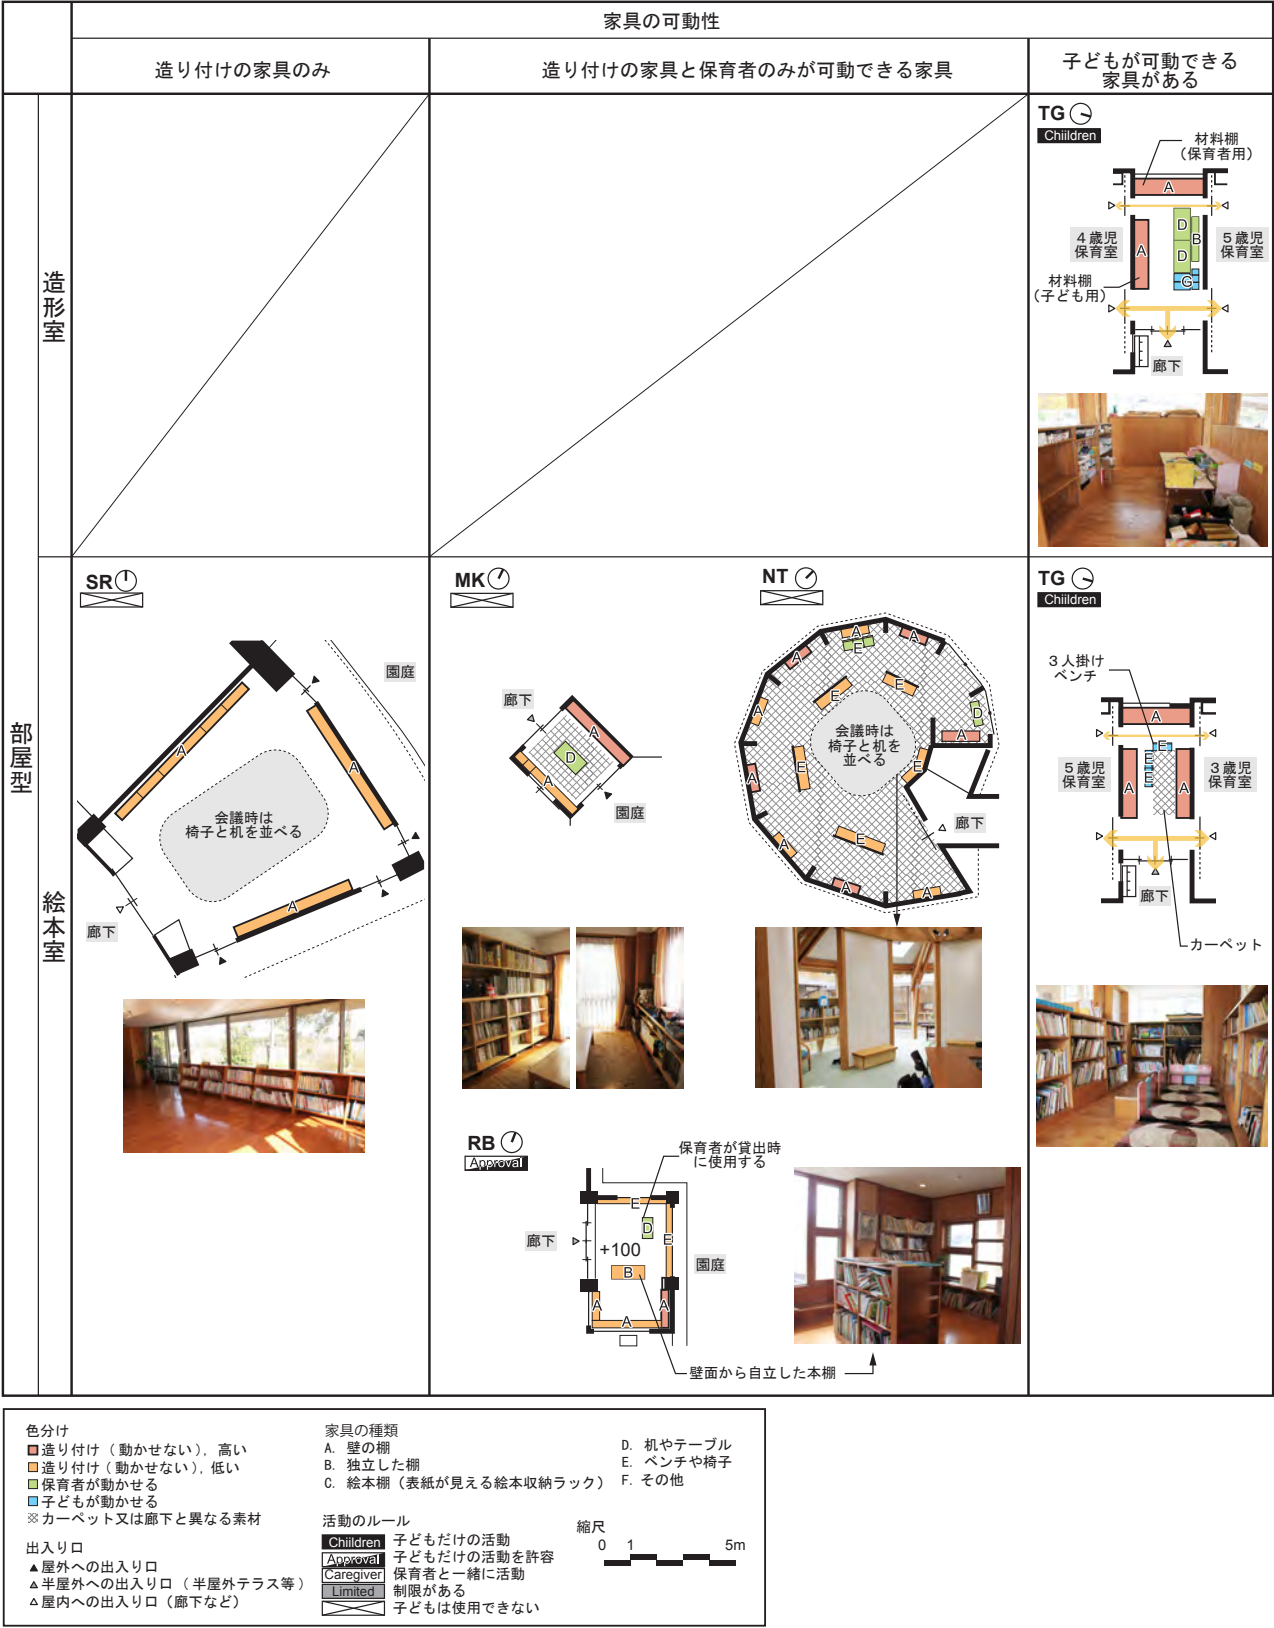 家具の可動性
造り付けの家具のみ
造り付けの家具と保育者のみが可動できる家具
子どもが可動できる
家具がある
部屋型
造形室
TG
Chiildren
材料棚
(保育者用)
A
D
B
A
D
G
4歳児
保育室
5歳児
保育室
材料棚
(子ども用)
廊下
絵本室
SR
園庭
A
A
会議時は
椅子と机を並べる
A
廊下
MK
廊下
A
D
A
園庭
NT
A
A
E
A
E
E
A
D
会議時は
椅子と机を
並べる
A
E
E
A
廊下
E
A
A
A
RB
Approval
保育者が貸出時
に使用する
E
D
E
廊下
+100
B
園庭
A
A
A
壁面から自立した本棚
TG
Chiildren
3人掛け
ベンチ
A
E
E
E
A
A
5歳児
保育室
3歳児
保育室
廊下
カーペット
色分け
造り付け（動かせない）, 高い
造り付け（動かせない）, 低い
保育者が動かせる
子どもが動かせる
カーペット又は廊下と異なる素材
出入り口
▲屋外への出入り口
半屋外への出入り口（半屋外テラス等）
△屋内への出入り口（廊下など）
家具の種類
A. 壁の棚
B. 独立した棚
C. 絵本棚（表紙が見える絵本収納ラック）
D. 机やテーブル
E. ベンチや椅子
F. その他
活動のルール
Chiildren 子どもだけの活動
Approval 子どもだけの活動を許容
Caregiver 保育者と一緒に活動
Limited 制限がある
子どもは使用できない
縮尺
0 1 5m